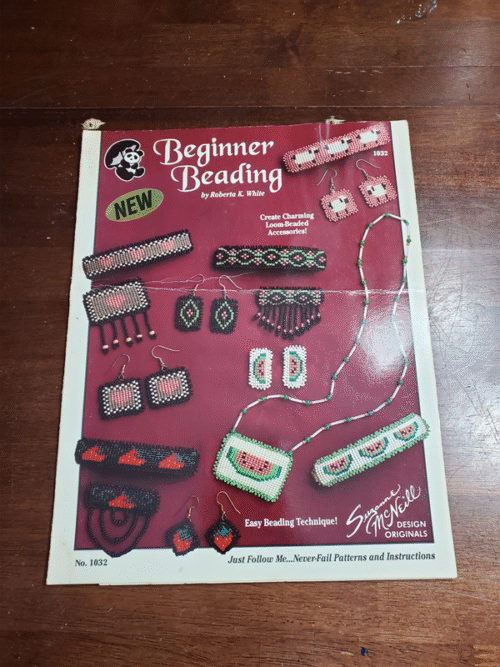 Beginner
Beading
by Roberta K. White
NEW
1032
Create Charming
Loom-Beaded
Accessories!
Easy Beading Technique!
Suzanne
McNeill
DESIGN
ORIGINALS
No. 1032
Just Follow Me...Never-Fail Patterns and Instructions